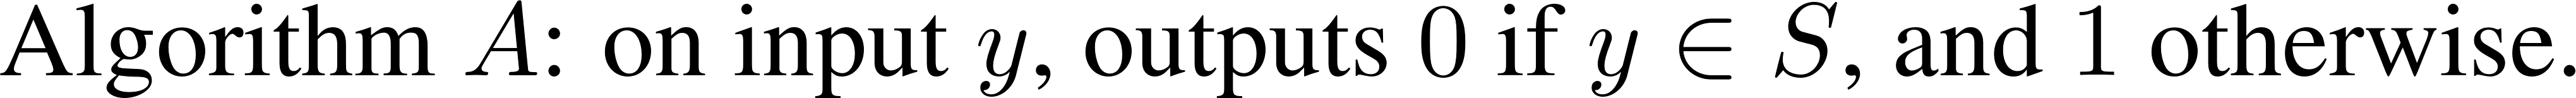 Algorithm A: on input y, outputs 0 if y ∈ S, and 1 otherwise.